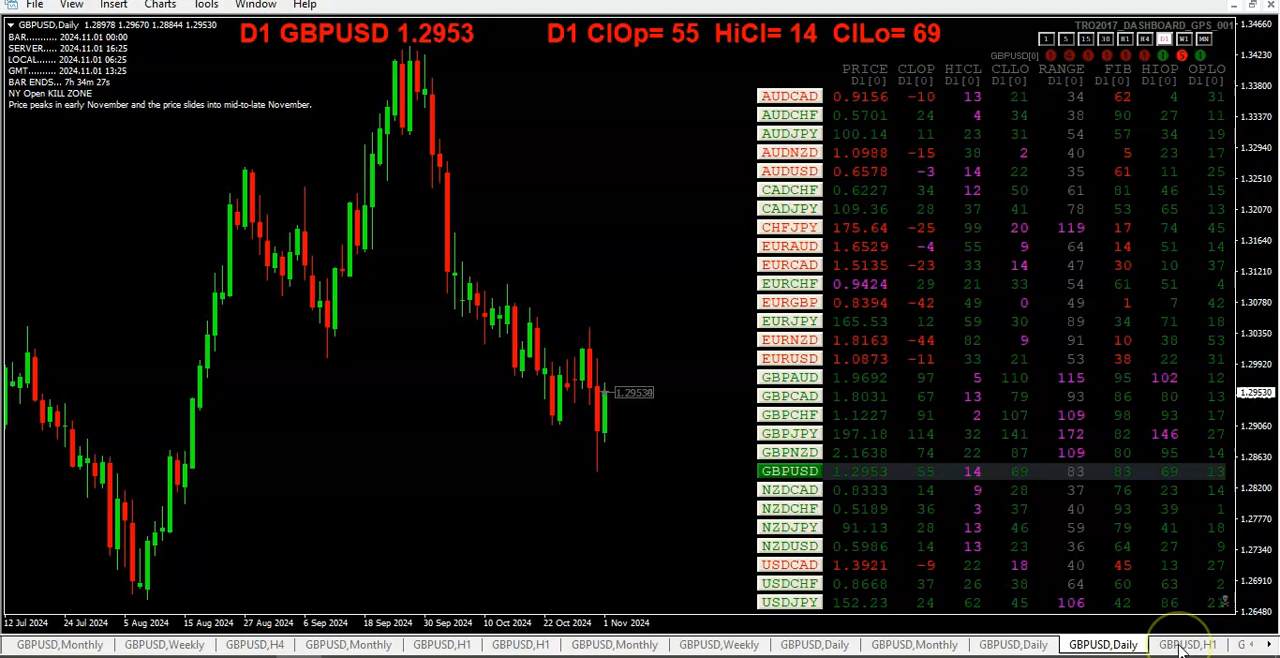 File View Insert Charts Tools Window Help
GBPUSD,Daily 1.28978 1.29670 1.28844 1.29530
BAR.......... 2024.11.01 00:00
SERVER..... 2024.11.01 16:25
LOCAL...... 2024.11.01 06:25
GMT.......... 2024.11.01 13:25
BAR ENDS... 7h 34m 27s
NY Open KILL ZONE
Price peaks in early November and the price slides into mid-to-late November.
D1 GBPUSD 1.2953 D1 ClOp= 55 HiCl= 14 ClLo= 69
TRO2017_DASHBOARD_GPS_001
1 5 15 30 H1 H4 D1 W1 MN
GBPUSD[0]
PRICE CLOP HICL CLLO RANGE FIB HIOP OPLO
D1[0] D1[0] D1[0] D1[0] D1[0] D1[0] D1[0] D1[0]
AUDCAD 0.9156 -10 13 21 34 62 4 31
AUDCHF 0.5701 24 4 34 38 90 27 11
AUDJPY 100.14 11 23 31 54 57 34 19
AUDNZD 1.0988 -15 38 2 40 5 23 17
AUDUSD 0.6578 -3 14 22 35 61 11 25
CADCHF 0.6227 34 12 50 61 81 46 15
CADJPY 109.36 28 37 41 78 53 65 13
CHFJPY 175.64 -25 99 20 119 17 74 45
EURAUD 1.6529 -4 55 9 64 14 51 14
EURCAD 1.5135 -23 33 14 47 30 10 37
EURCHF 0.9424 29 21 33 54 61 51 4
EURGBP 0.8394 -42 49 0 49 1 7 42
EURJPY 165.53 12 59 30 89 34 71 18
EURNZD 1.8163 -44 82 9 91 10 38 53
EURUSD 1.0873 -11 33 21 53 38 22 31
GBPAUD 1.9692 97 5 110 115 95 102 12
GBPCAD 1.8031 67 13 79 93 86 80 13
GBPCHF 1.1227 91 2 107 109 98 93 17
GBPJPY 197.18 114 32 141 172 82 146 27
GBPNZD 2.1638 74 22 87 109 80 95 14
GBPUSD 1.2953 55 14 69 83 83 69 13
NZDCAD 0.8333 14 9 28 37 76 23 14
NZDCHF 0.5189 36 3 37 40 93 39 1
NZDJPY 91.13 28 13 46 59 79 41 18
NZDUSD 0.5986 14 13 23 36 64 27 9
USDCAD 1.3921 -9 22 18 40 45 13 27
USDCHF 0.8668 37 26 38 64 60 63 2
USDJPY 152.23 24 62 45 106 42 86 21
1.34660
1.34230
1.33800
1.33370
1.32940
1.32510
1.32070
1.31640
1.31210
1.30780
1.30350
1.29920
1.29530
1.29530
1.29060
1.28630
1.28200
1.27770
1.27340
1.26910
1.26480
12 Jul 2024 24 Jul 2024 5 Aug 2024 15 Aug 2024 27 Aug 2024 6 Sep 2024 18 Sep 2024 30 Sep 2024 10 Oct 2024 22 Oct 2024 1 Nov 2024
GBPUSD,Monthly GBPUSD,Weekly GBPUSD,H4 GBPUSD,Monthly GBPUSD,H1 GBPUSD,H1 GBPUSD,Monthly GBPUSD,Weekly GBPUSD,Daily GBPUSD,Monthly GBPUSD,Daily GBPUSD,Daily GBPUSD,H1 G